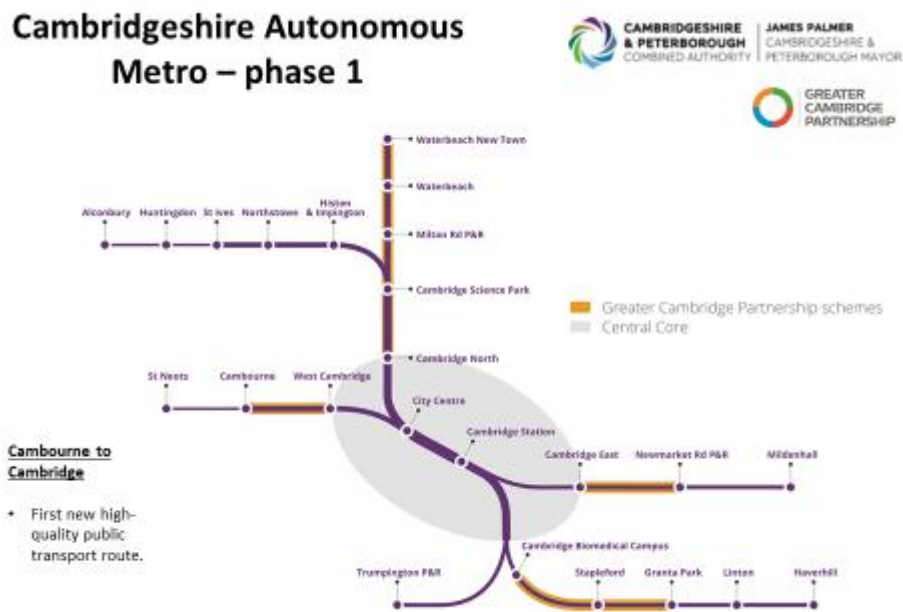 Cambridgeshire Autonomous
Metro – phase 1
CAMBRIDGESHIRE
& PETERBOROUGH
COMBINED AUTHORITY
JAMES PALMER
CAMBRIDGESHIRE &
PETERBOROUGH MAYOR
GREATER
CAMBRIDGE
PARTNERSHIP
Waterbeach New Town
Waterbeach
Alconbury
Huntingdon
St Ives
Northstowe
Histon
& Impington
Milton Rd P&R
Cambridge Science Park
Greater Cambridge Partnership schemes
Central Core
Cambridge North
St Neots
Cambourne
West Cambridge
City Centre
Cambridge Station
Cambourne to
Cambridge
• First new high-
quality public
transport route.
Cambridge East
Newmarket Rd P&R
Mildenhall
Cambridge Biomedical Campus
Trumpington P&R
Stapleford
Granta Park
Linton
Haverhill